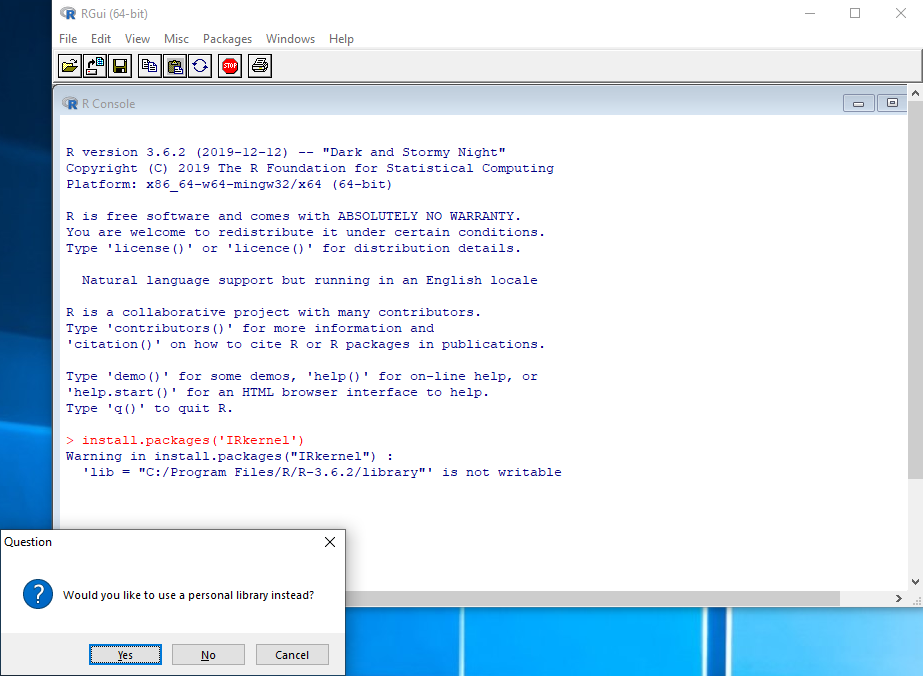 RGui (64-bit)
File Edit View Misc Packages Windows Help
STOP
R Console
R version 3.6.2 (2019-12-12) -- "Dark and Stormy Night"
Copyright (C) 2019 The R Foundation for Statistical Computing
Platform: x86_64-w64-mingw32/x64 (64-bit)
R is free software and comes with ABSOLUTELY NO WARRANTY.
You are welcome to redistribute it under certain conditions.
Type 'license()' or 'licence()' for distribution details.
Natural language support but running in an English locale
R is a collaborative project with many contributors.
Type 'contributors()' for more information and
'citation()' on how to cite R or R packages in publications.
Type 'demo()' for some demos, 'help()' for on-line help, or
'help.start()' for an HTML browser interface to help.
Type 'q()' to quit R.
> install.packages('IRkernel')
Warning in install.packages("IRkernel") :
'lib = "C:/Program Files/R/R-3.6.2/library"' is not writable
Question
Would you like to use a personal library instead?
Yes No Cancel